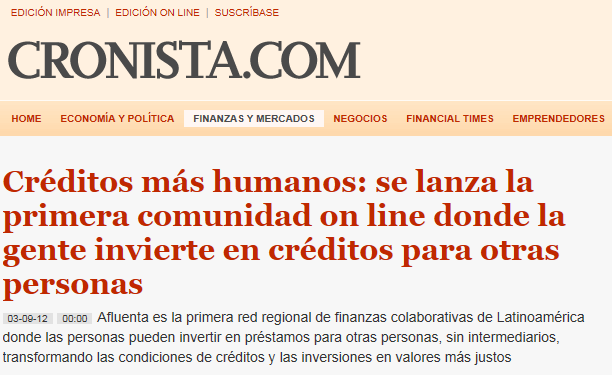 EDICIÓN IMPRESA | EDICIÓN ON LINE | SUSCRÍBASE
CRONISTA.COM
HOME ECONOMÍA Y POLÍTICA FINANZAS Y MERCADOS NEGOCIOS FINANCIAL TIMES EMPRENDEDORES
Créditos más humanos: se lanza la
primera comunidad on line donde la
gente invierte en créditos para otras
personas
03-09-12 00:00 Afluenta es la primera red regional de finanzas colaborativas de Latinoamérica
donde las personas pueden invertir en préstamos para otras personas, sin intermediarios,
transformando las condiciones de créditos y las inversiones en valores más justos